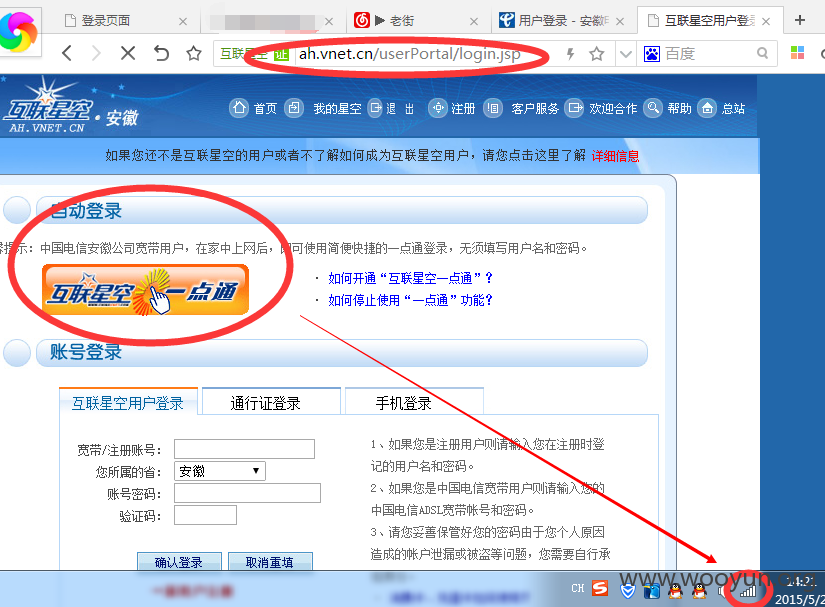 登录页面
老街
用户登录 - 安徽
互联星空用户登录
互联星空 证 ah.vnet.cn/userPortal/login.jsp
百度
互联星空·安徽
AH.VNET.CN
首页 我的星空 退 出 注册 客户服务 欢迎合作 帮助 总站
如果您还不是互联星空的用户或者不了解如何成为互联星空用户，请您点击这里了解 详细信息
自动登录
提示：中国电信安徽公司宽带用户，在家中上网后，即可使用简便快捷的一点通登录，无须填写用户名和密码。
互联星空 一点通
· 如何开通“互联星空一点通”？
· 如何停止使用“一点通”功能？
账号登录
互联星空用户登录
通行证登录
手机登录
宽带/注册账号：
您所属的省： 安徽
账号密码：
验证码：
确认登录
取消重填
1、如果您是注册用户则请输入您在注册时登
记的用户名和密码。
2、如果您是中国电信宽带用户则请输入您的
中国电信ADSL宽带帐号和密码。
3、请您妥善保管好您的密码由于您个人原因
造成的帐户泄漏或被盗等问题，您需要自行承
CH
www.wooyun.
14:21
2015/5/2